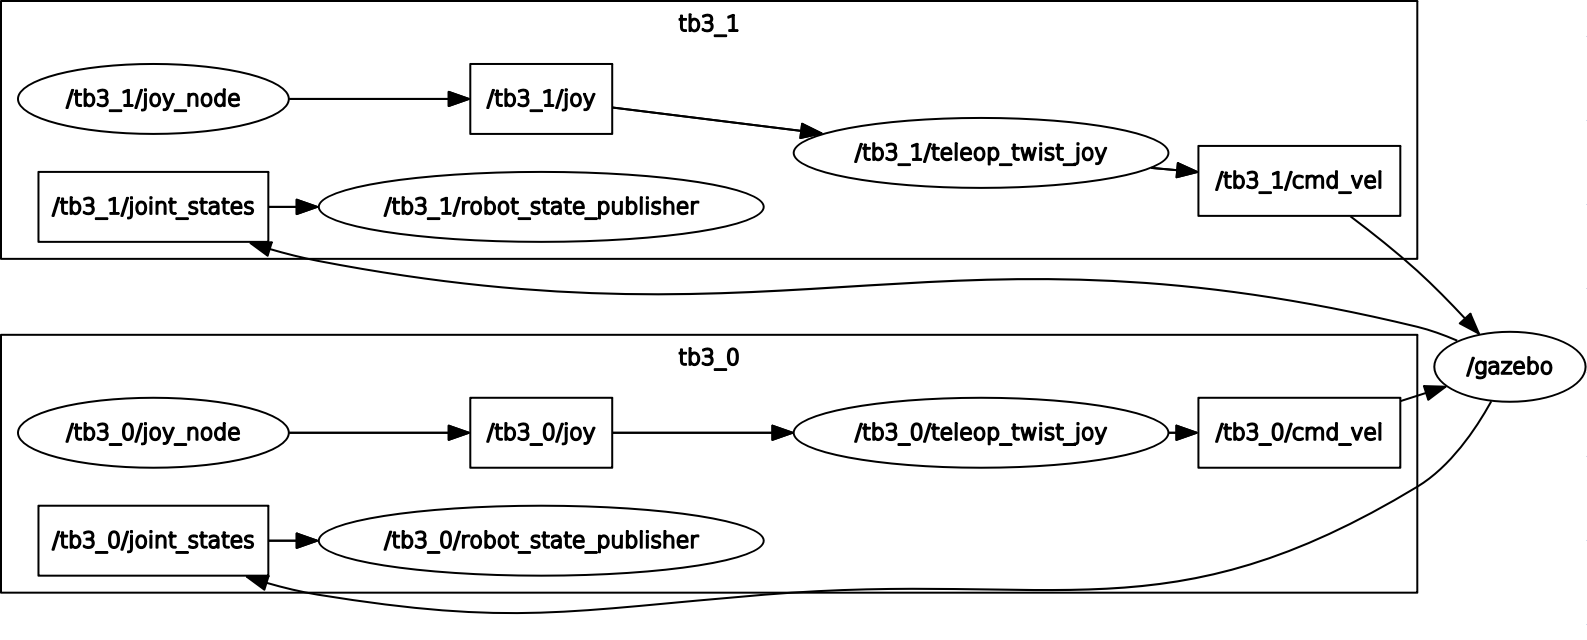 tb3_1
/tb3_1/joy_node
/tb3_1/joy
/tb3_1/teleop_twist_joy
/tb3_1/cmd_vel
/tb3_1/joint_states
/tb3_1/robot_state_publisher
/gazebo
tb3_0
/tb3_0/joy_node
/tb3_0/joy
/tb3_0/teleop_twist_joy
/tb3_0/cmd_vel
/tb3_0/joint_states
/tb3_0/robot_state_publisher